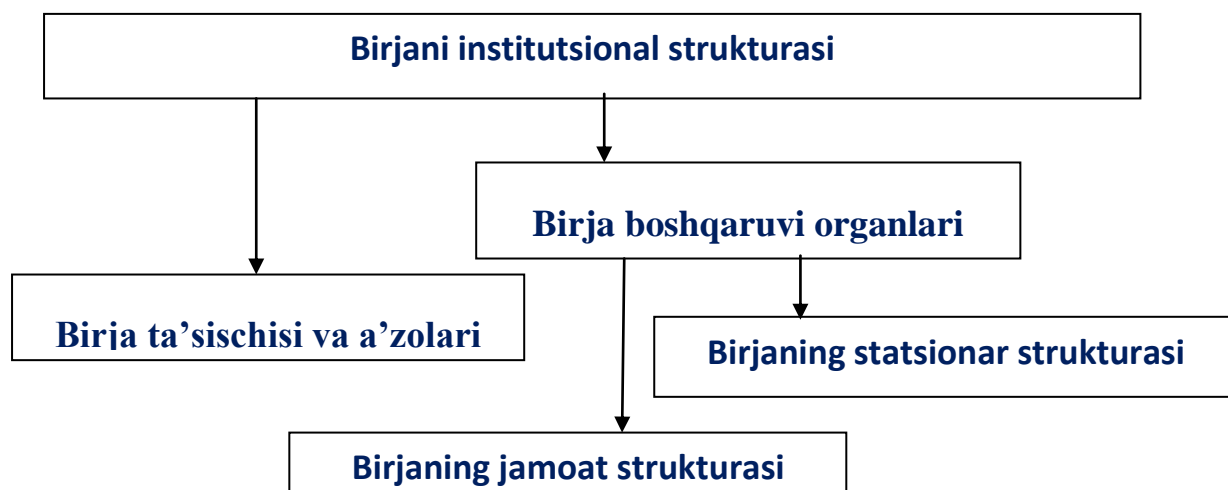 Birjani institutsional strukturasi
Birja boshqaruvi organlari
Birja ta’sischisi va a’zolari
Birjaning statsionar strukturasi
Birjaning jamoat strukturasi